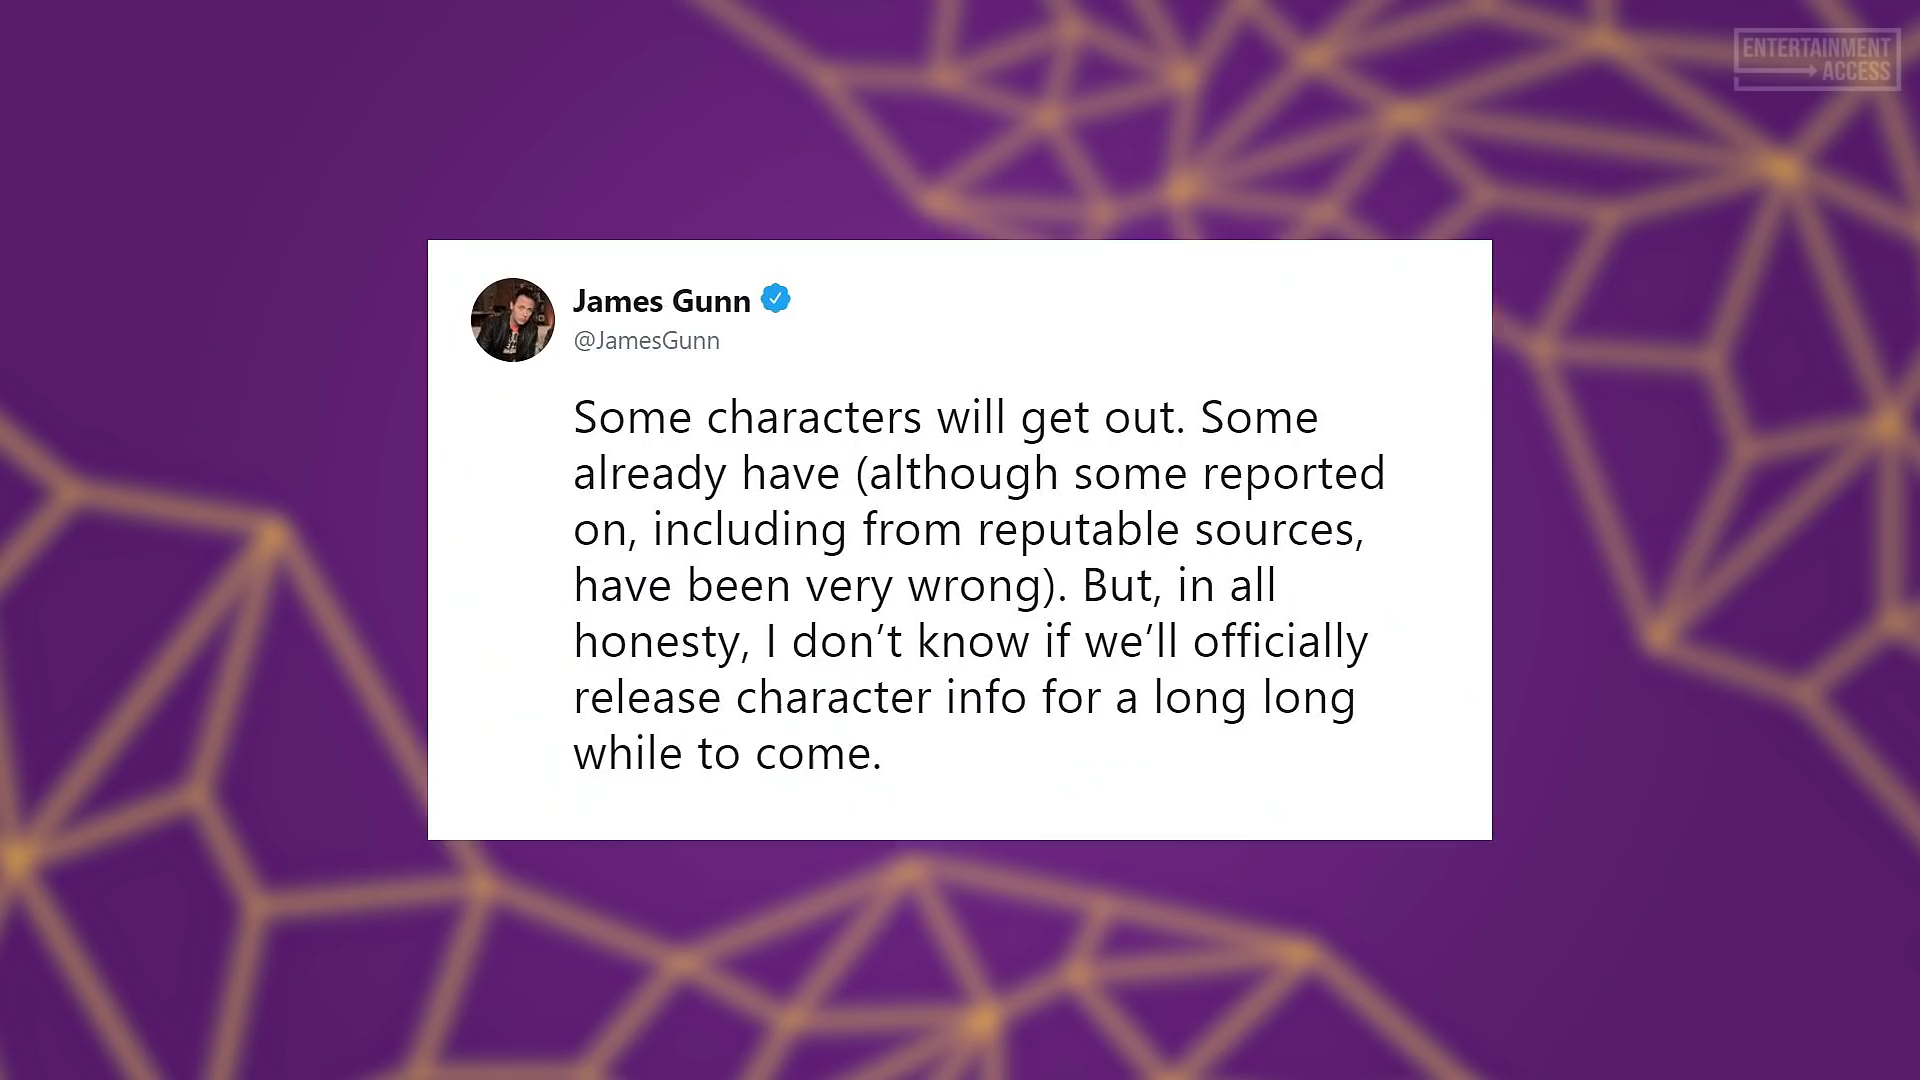 ENTERTAINMENT
ACCESS
James Gunn
@JamesGunn
Some characters will get out. Some
already have (although some reported
on, including from reputable sources,
have been very wrong). But, in all
honesty, I don’t know if we’ll officially
release character info for a long long
while to come.